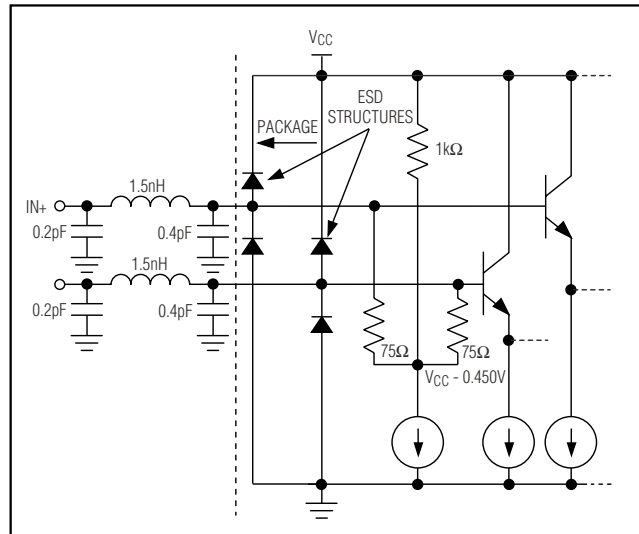 VCC
ESD
STRUCTURES
PACKAGE
1kΩ
1.5nH
IN+
0.2pF
0.4pF
1.5nH
0.2pF
0.4pF
75Ω
75Ω
VCC - 0.450V